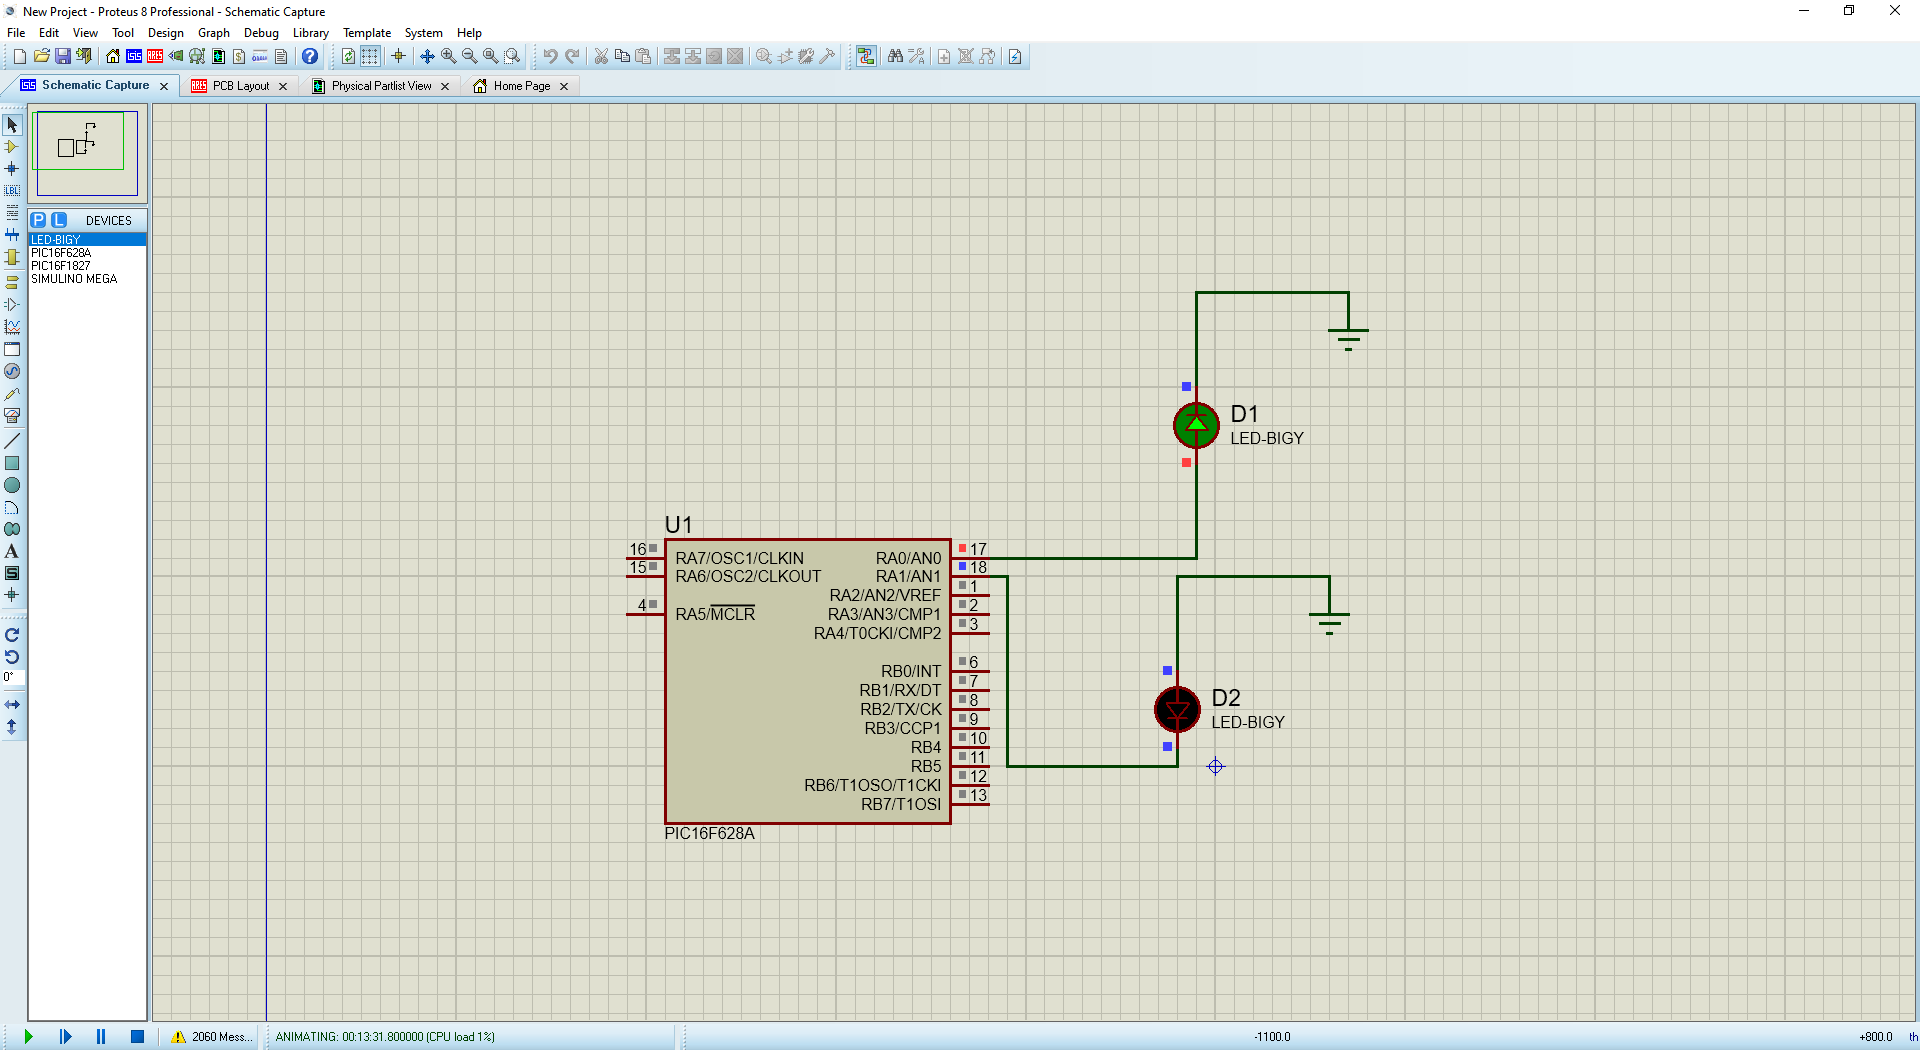 New Project - Proteus 8 Professional - Schematic Capture
File Edit View Tool Design Graph Debug Library Template System Help
Schematic Capture
PCB Layout
Physical Partlist View
Home Page
P L DEVICES
LED-BIGY
PIC16F628A
PIC16F1827
SIMULINO MEGA
LBL
A
S
0°
D1
LED-BIGY
U1
16 RA7/OSC1/CLKIN RA0/AN0 17
15 RA6/OSC2/CLKOUT RA1/AN1 18
RA2/AN2/VREF 1
4 RA5/MCLR RA3/AN3/CMP1 2
RA4/T0CKI/CMP2 3
RB0/INT 6
RB1/RX/DT 7
RB2/TX/CK 8
RB3/CCP1 9
RB4 10
RB5 11
RB6/T1OSO/T1CKI 12
RB7/T1OSI 13
PIC16F628A
D2
LED-BIGY
2060 Mess...
ANIMATING: 00:13:31.800000 (CPU load 1%)
-1100.0
+800.0 th